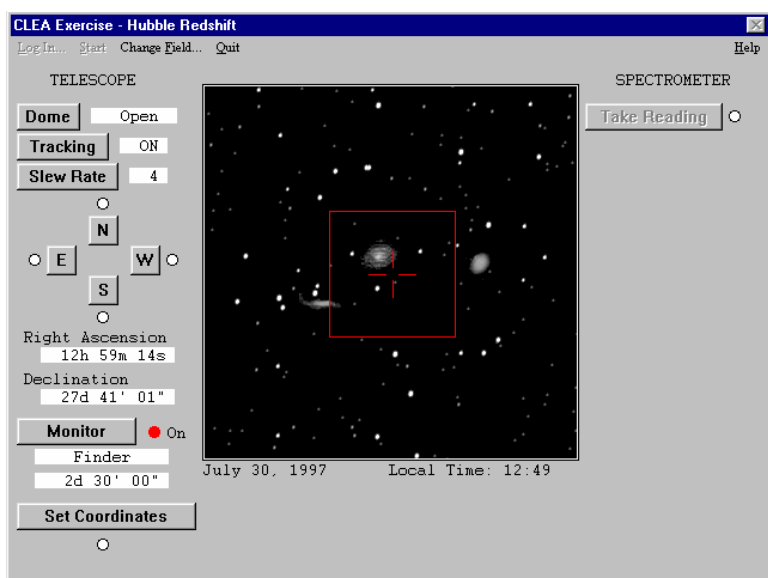 CLEA Exercise - Hubble Redshift
Log In... Start Change Field... Quit Help
TELESCOPE
Dome Open
Tracking ON
Slew Rate 4
N
E W
S
Right Ascension
12h 59m 14s
Declination
27d 41' 01"
Monitor On
Finder
2d 30' 00"
Set Coordinates
July 30, 1997 Local Time: 12:49
SPECTROMETER
Take Reading